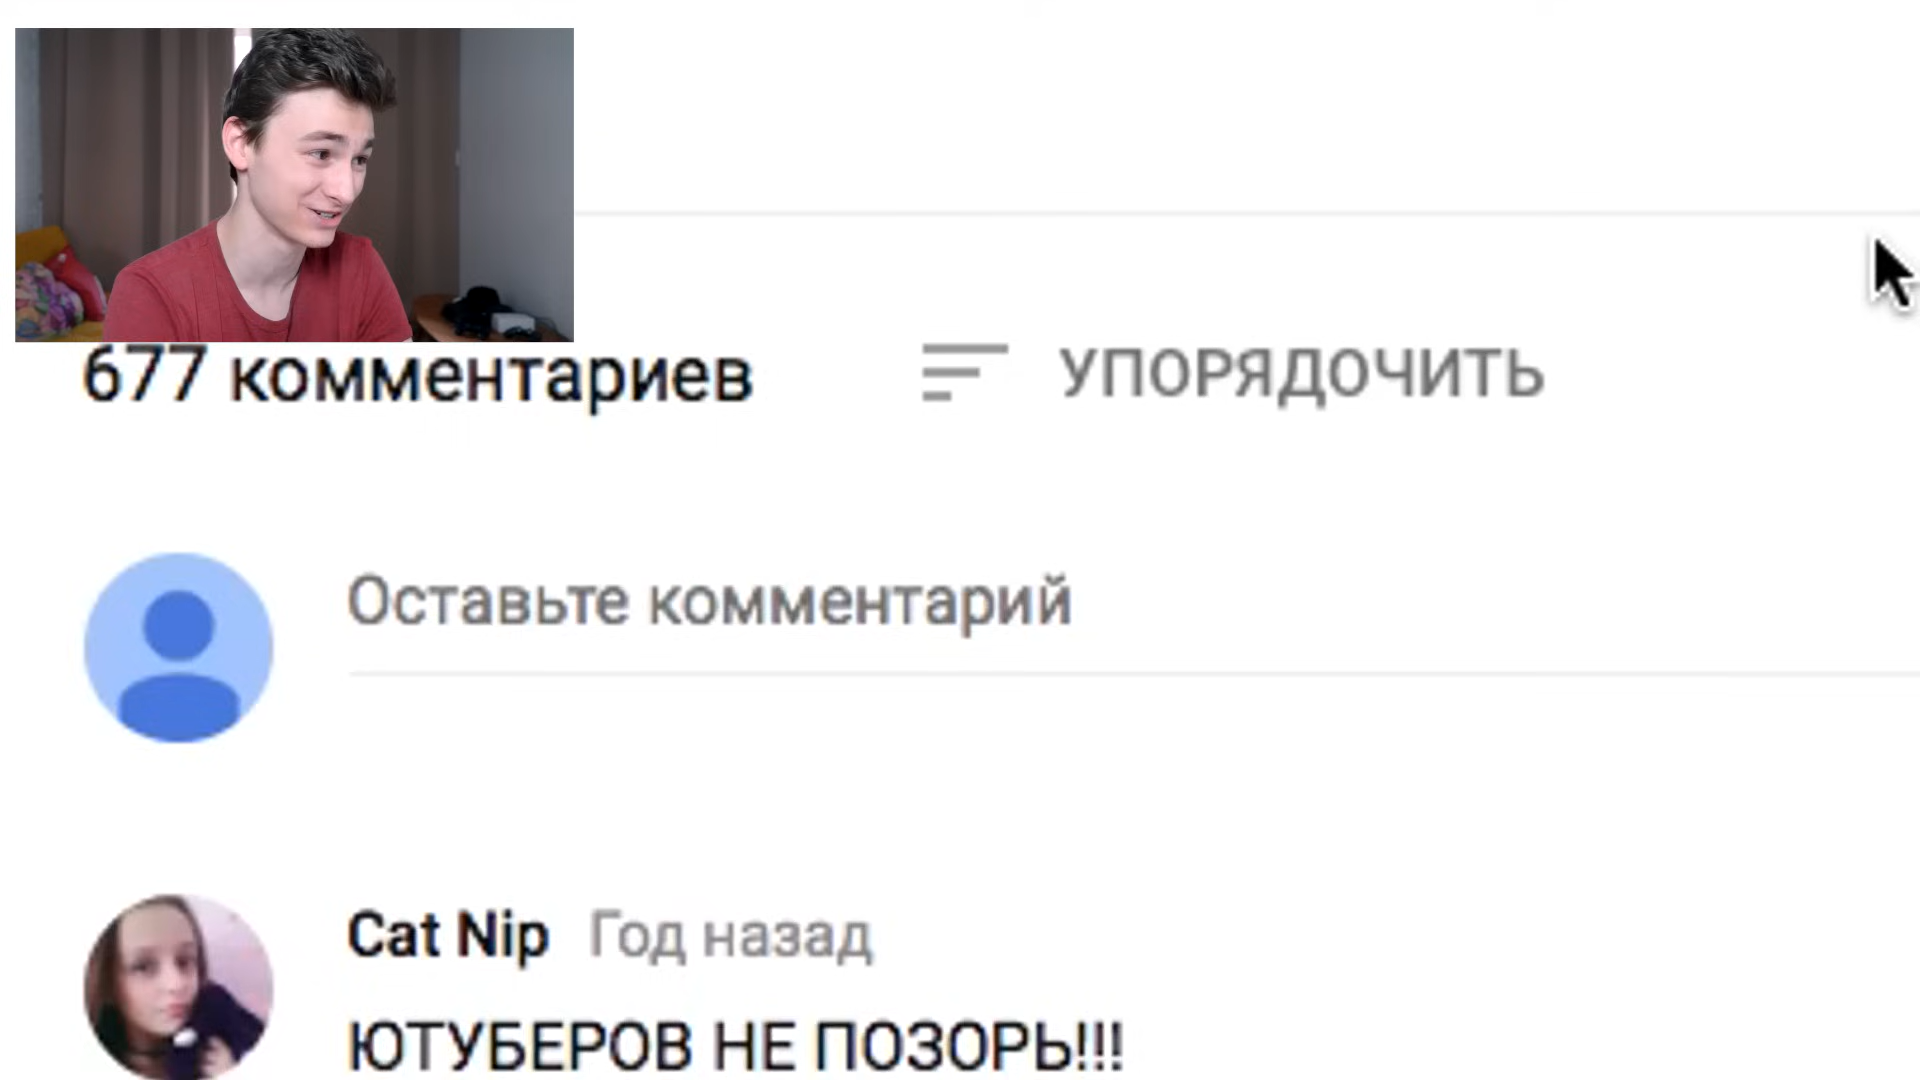 677 комментариев
УПОРЯДОЧИТЬ
Оставьте комментарий
Cat Nip Год назад
ЮТУБЕРОВ НЕ ПОЗОРЬ!!!